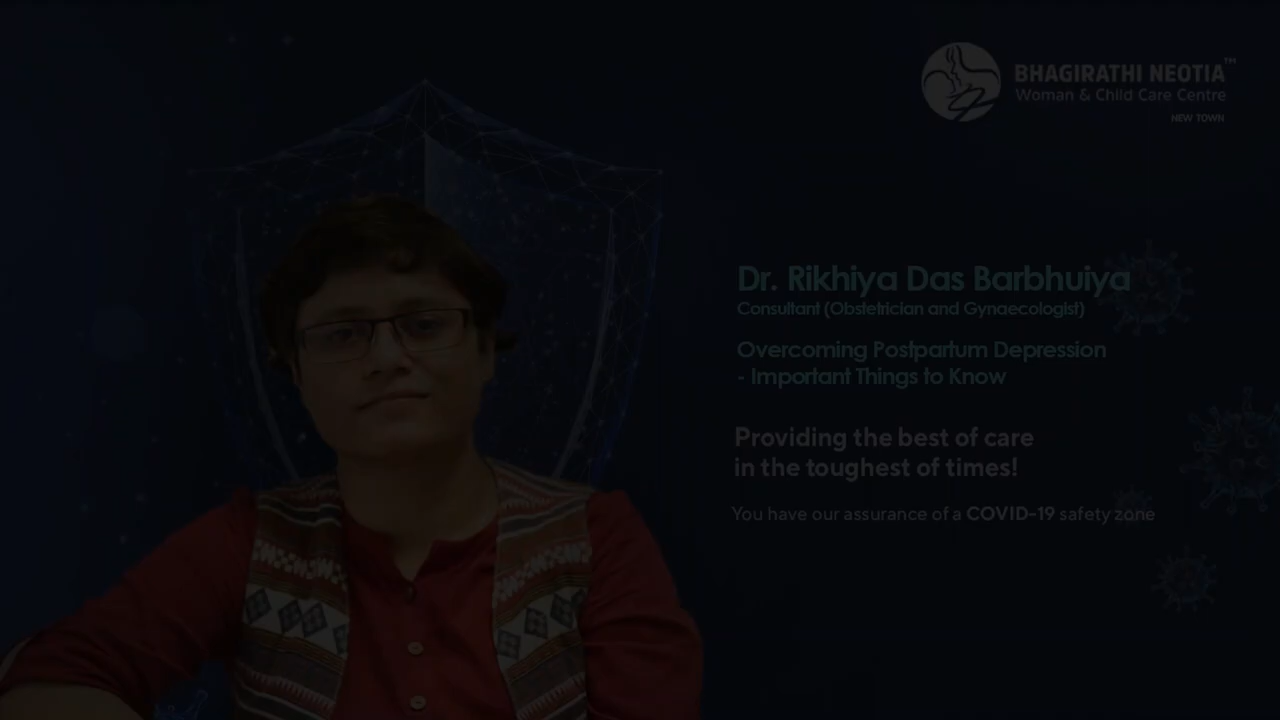 BHAGIRATHI NEOTIA™
Woman & Child Care Centre
NEW TOWN
Dr. Rikhiya Das Barbhuiya
Consultant (Obstetrician and Gynaecologist)
Overcoming Postpartum Depression
- Important Things to Know
Providing the best of care
in the toughest of times!
You have our assurance of a COVID-19 safety zone